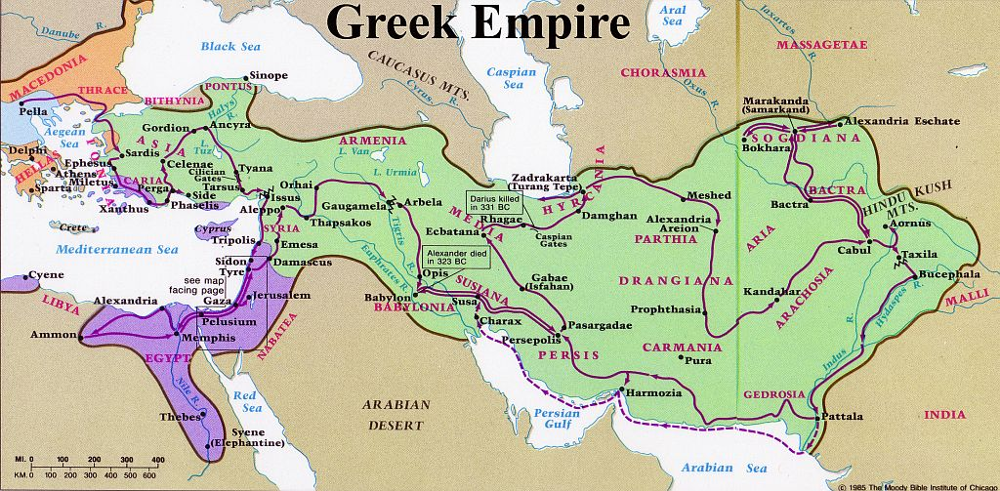 Greek Empire
Danube R.
Black Sea
Caspian
Sea
Aral
Sea
Jaxartes R.
MASSAGETAE
CHORASMIA
Oxus R.
CAUCASUS MTS.
Cyrus R.
MACEDONIA
THRACE
BITHYNIA
PONTUS
Sinope
Pella
Aegean
Sea
Gordion
Ancyra
Halys
R.
ASIA
L.
Tuz
ARMENIA
L. Van
L. Urmia
Delphi
HELLAS
Athens
Sparta
IONIA
Ephesus
Miletus
Sardis
Celenae
CARIA
Cilician
Gates
Tyana
Perga
Side
Tarsus
Xanthus
Phaselis
Issus
Orhai
Aleppo
Gaugamela
Arbela
Thapsakos
SYRIA
Crete
Cyprus
Mediterranean Sea
Tripolis
Emesa
Sidon
Tyre
Damascus
see map
facing page
Gaza
Jerusalem
Cyene
LIBYA
Alexandria
Pelusium
Ammon
Memphis
EGYPT
NABATEA
Nile R.
Thebes
Syene
(Elephantine)
Red
Sea
ARABIAN
DESERT
Tigris
R.
Euphrates R.
Opis
Babylon
BABYLONIA
SUSIANA
Susa
Charax
MEDIA
Ecbatana
Rhagae
Darius killed
in 331 BC
Alexander died
in 323 BC
Zadrakarta
(Turang Tepe)
HYRCANIA
Damghan
Caspian
Gates
Gabae
(Isfahan)
Pasargadae
Persepolis
PERSIS
Persian
Gulf
Harmozia
CARMANIA
Pura
Meshed
Alexandria
Areion
PARTHIA
ARIA
DRANGIANA
Prophthasia
Kandahar
ARACHOSIA
GEDROSIA
Marakanda
(Samarkand)
Alexandria Eschate
SOGDIANA
Bokhara
BACTRA
Bactra
HINDU KUSH
MTS.
Aornus
Cabul
Taxila
Bucephala
Hydaspes R.
MALLI
Indus
R.
Pattala
INDIA
Arabian Sea
MI. 0 100 200 300 400
KM. 0 100 200 300 400 500 600
© 1985 The Moody Bible Institute of Chicago